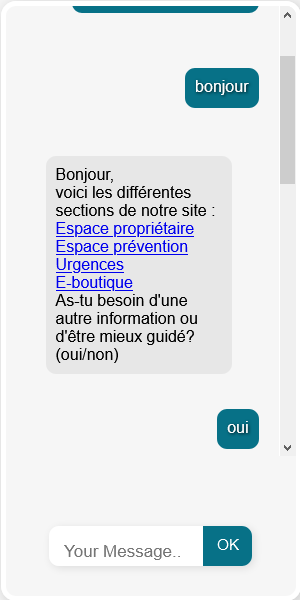 bonjour
Bonjour,
voici les différentes
sections de notre site :
Espace propriétaire
Espace prévention
Urgences
E-boutique
As-tu besoin d'une
autre information ou
d'être mieux guidé?
(oui/non)
oui
Your Message..
OK